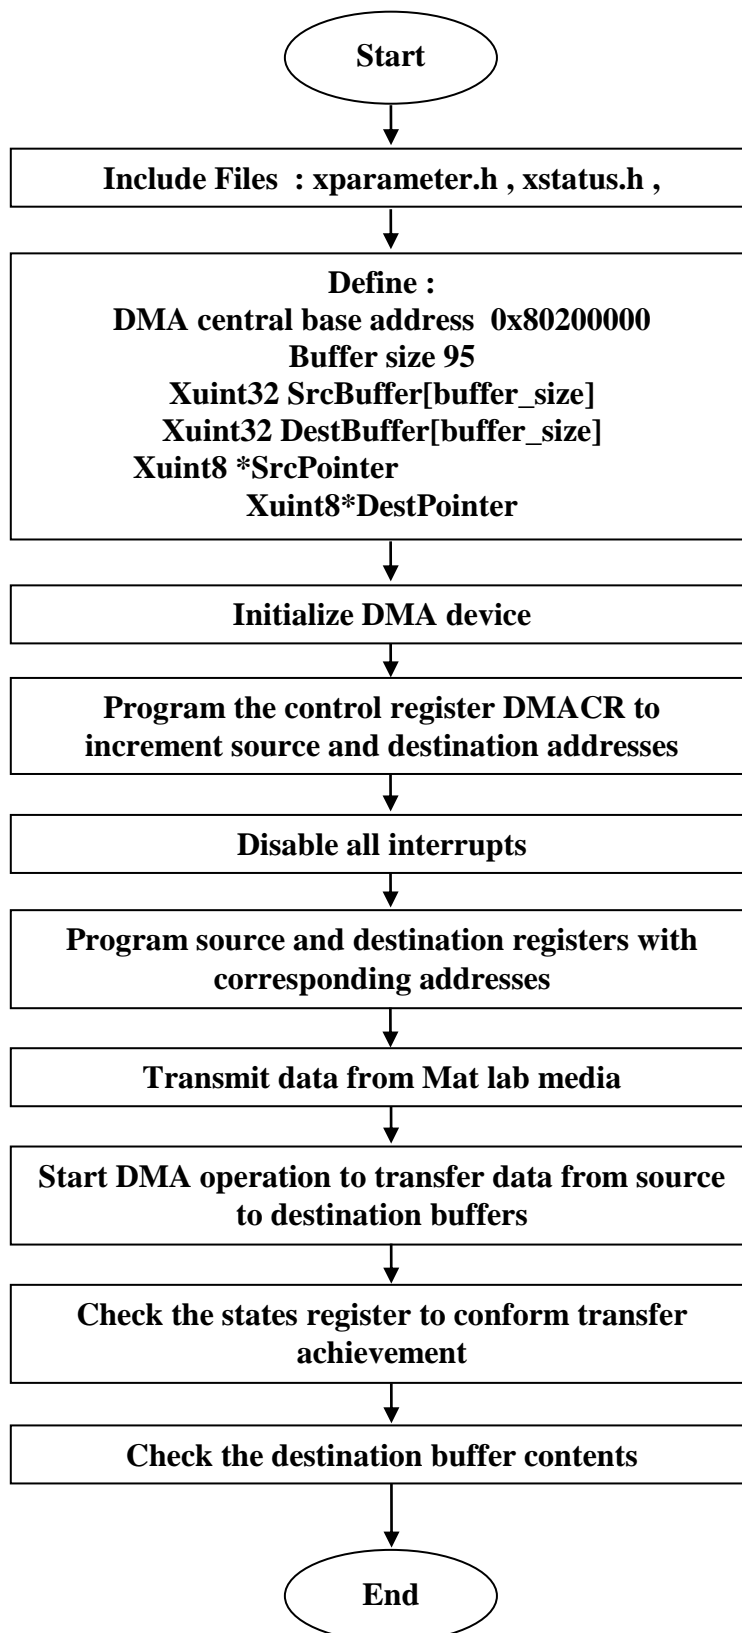 Start
Include Files : xparameter.h , xstatus.h ,
Define :
DMA central base address 0x80200000
Buffer size 95
Xuint32 SrcBuffer[buffer_size]
Xuint32 DestBuffer[buffer_size]
Xuint8 *SrcPointer
Xuint8*DestPointer
Initialize DMA device
Program the control register DMACR to
increment source and destination addresses
Disable all interrupts
Program source and destination registers with
corresponding addresses
Transmit data from Mat lab media
Start DMA operation to transfer data from source
to destination buffers
Check the states register to conform transfer
achievement
Check the destination buffer contents
End